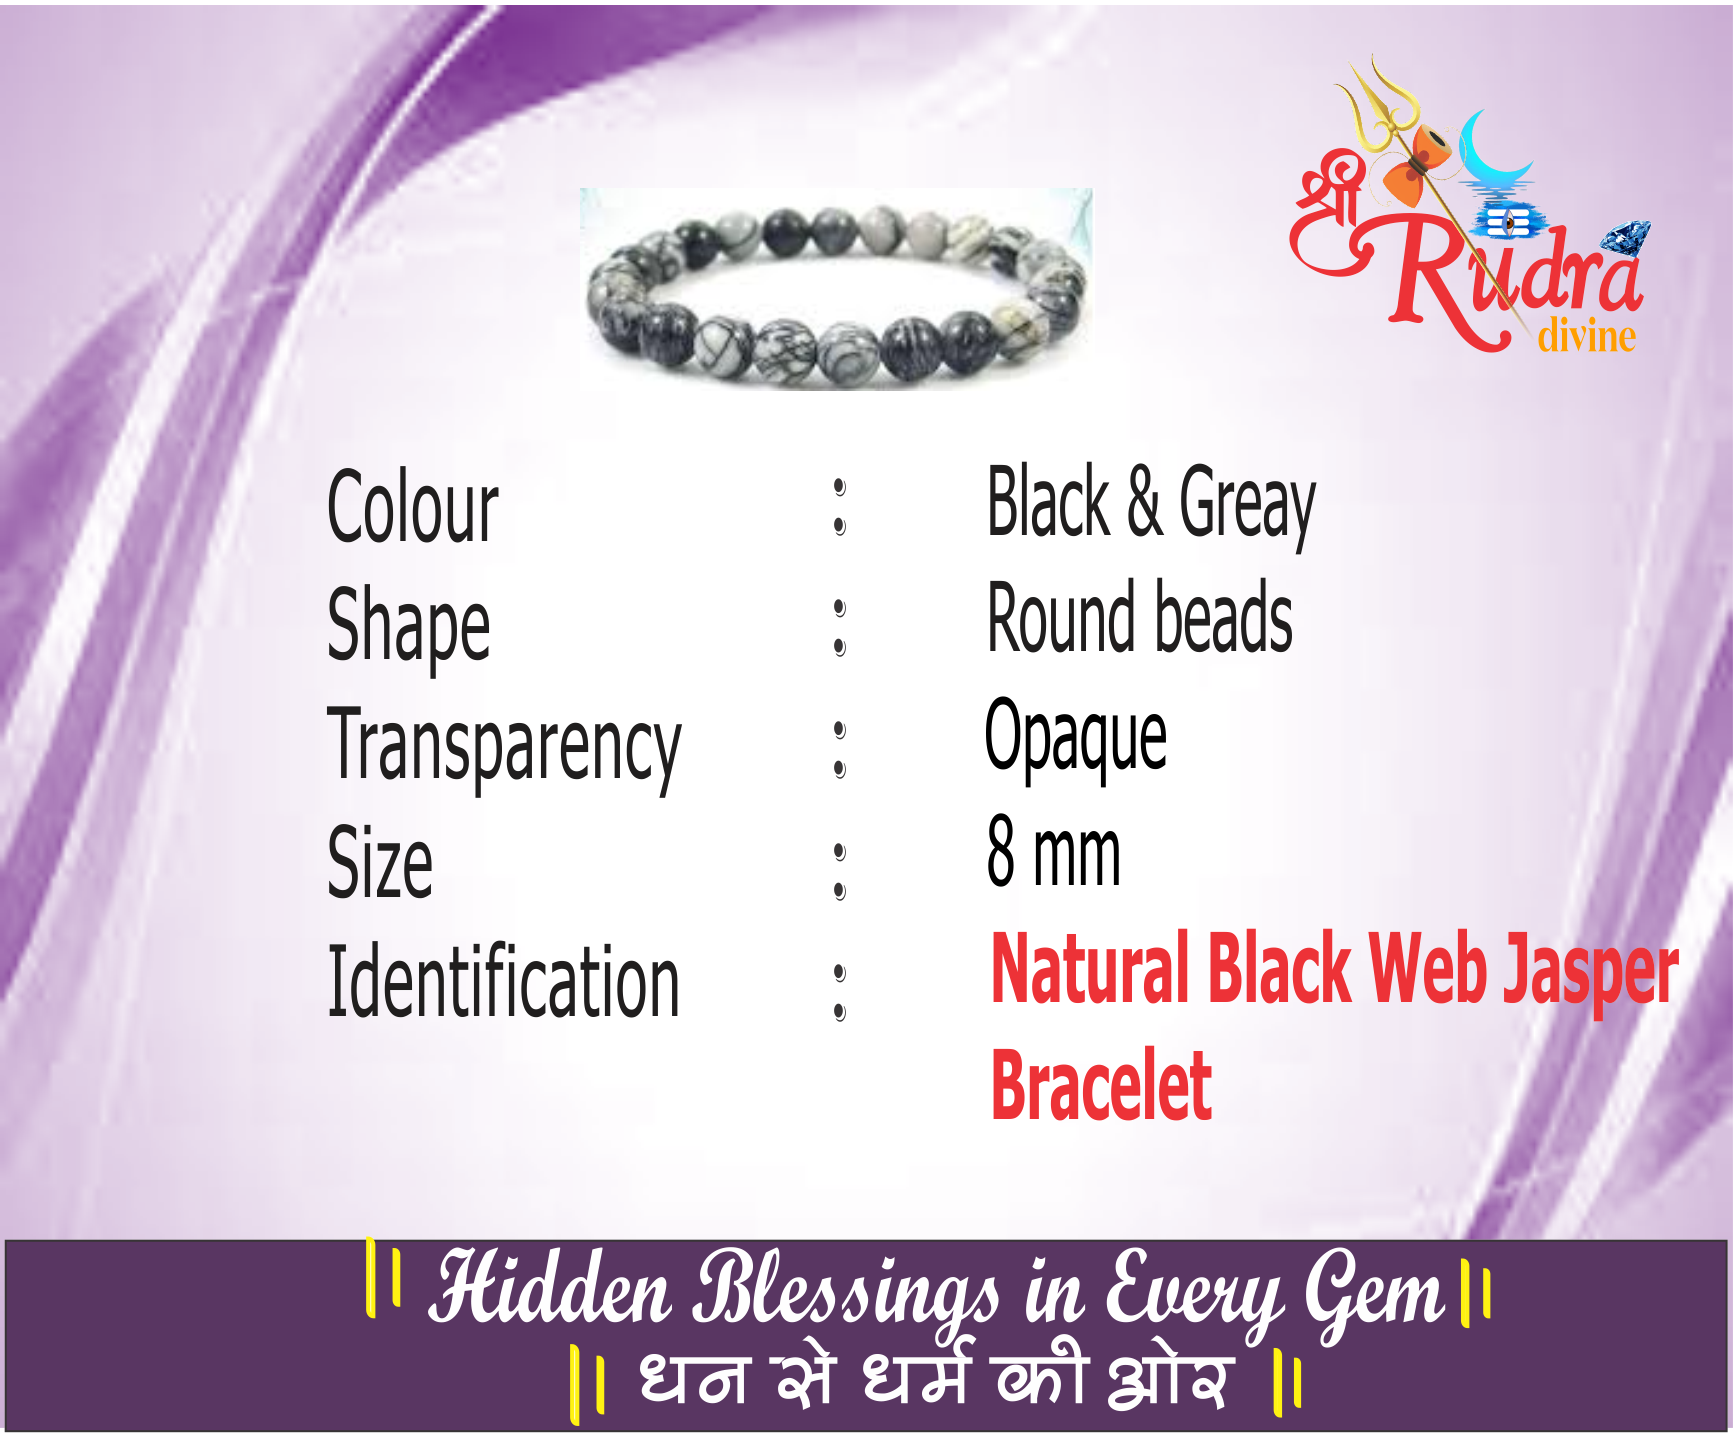 श्री
Rudra
divine
Colour : Black & Greay
Shape : Round beads
Transparency : Opaque
Size : 8 mm
Identification : Natural Black Web Jasper
Bracelet
|| Hidden Blessings in Every Gem ||
|| धन से धर्म की ओर ||